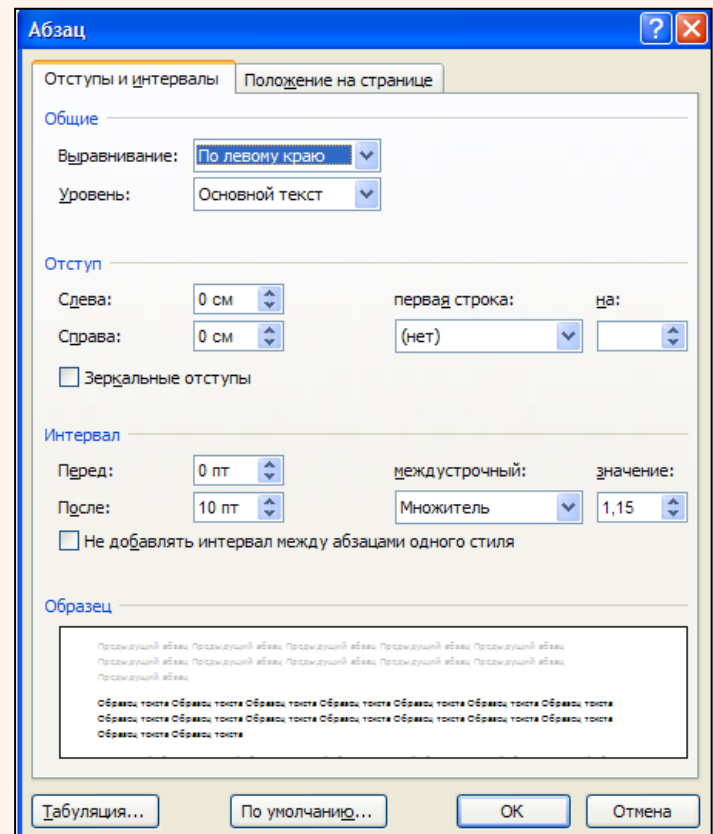 Абзац
Отступы и интервалы Положение на странице
Общие
Выравнивание: По левому краю
Уровень: Основной текст
Отступ
Слева: 0 см первая строка: на:
Справа: 0 см (нет)
Зеркальные отступы
Интервал
Перед: 0 пт междустрочный: значение:
После: 10 пт Множитель 1,15
Не добавлять интервал между абзацами одного стиля
Образец
Предыдущий абзац Предыдущий абзац Предыдущий абзац Предыдущий абзац Предыдущий абзац
Предыдущий абзац Предыдущий абзац Предыдущий абзац Предыдущий абзац Предыдущий абзац
Предыдущий абзац
Образец текста Образец текста Образец текста Образец текста Образец текста Образец текста Образец текста
Образец текста Образец текста Образец текста Образец текста Образец текста Образец текста Образец текста
Образец текста Образец текста
Табуляция... По умолчанию... ОК Отмена